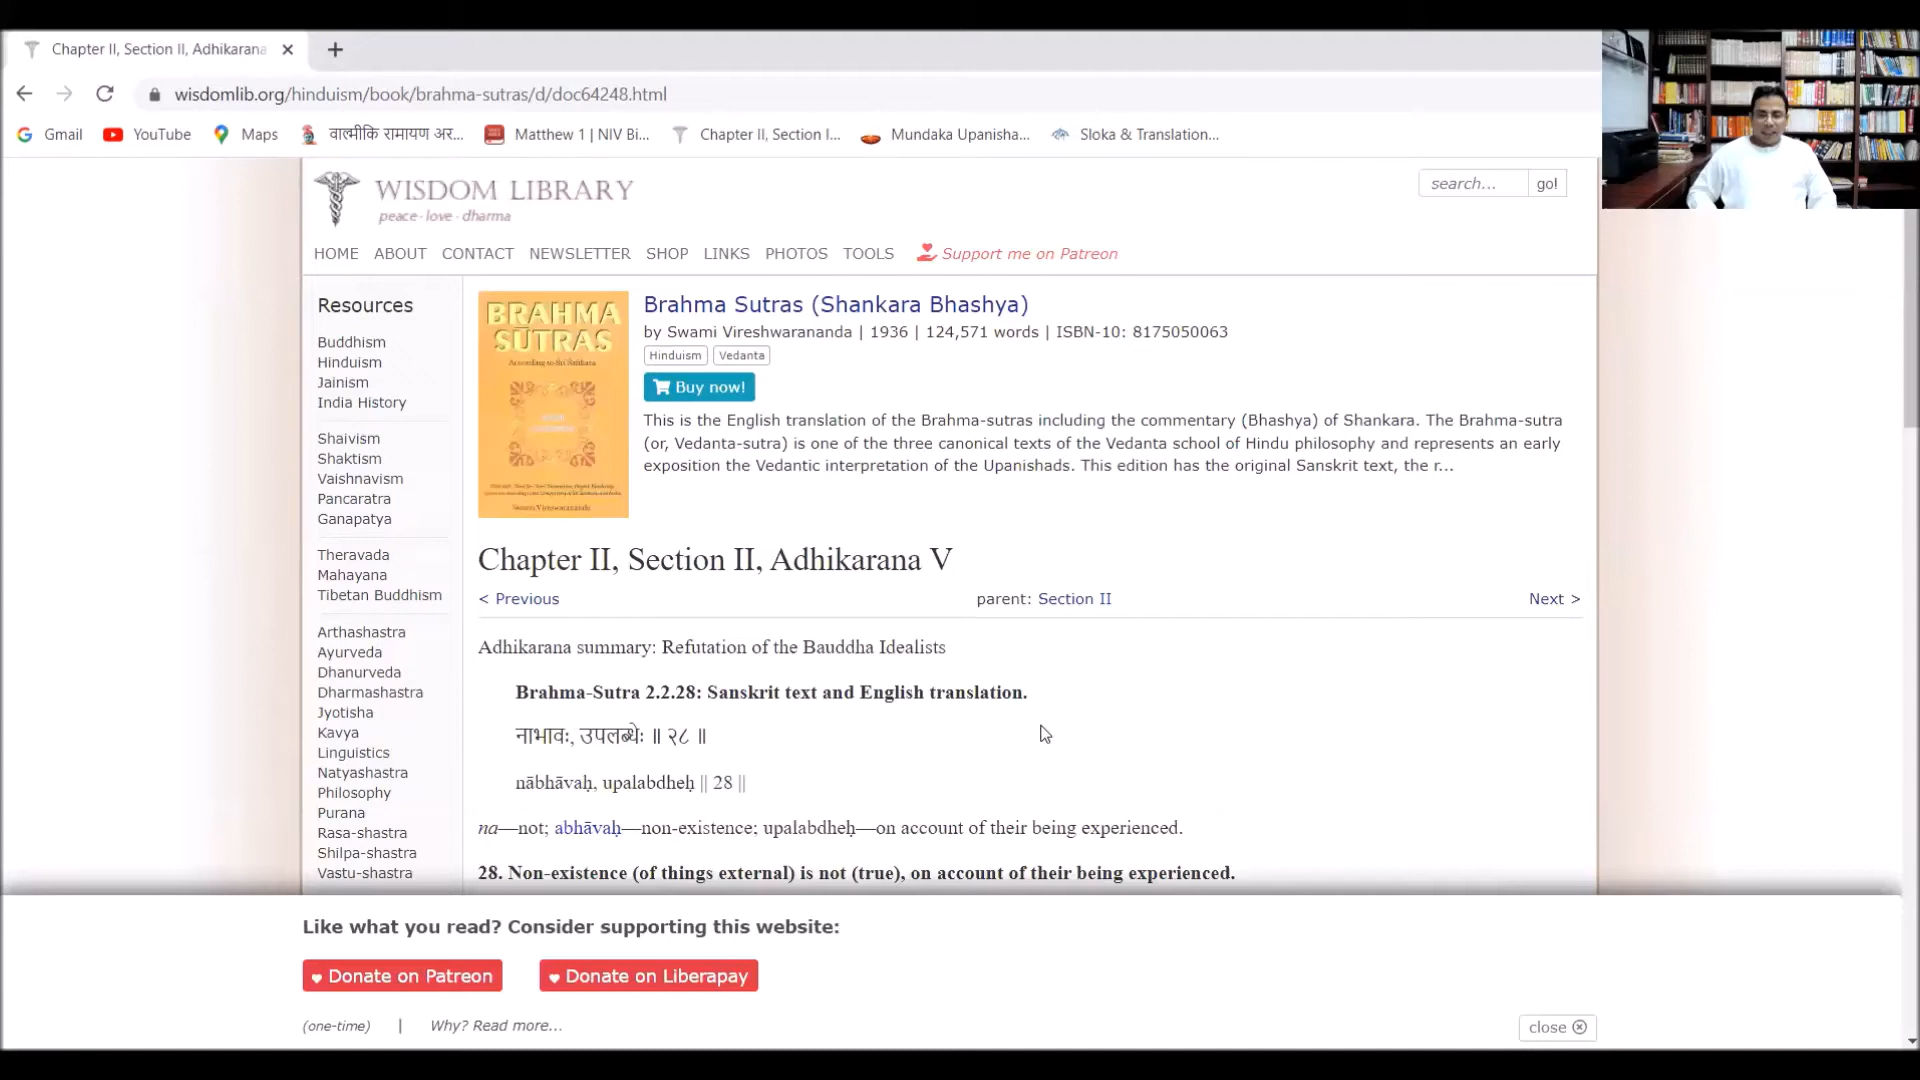 Chapter II, Section II, Adhikarana
wisdomlib.org/hinduism/book/brahma-sutras/d/doc64248.html
Gmail YouTube Maps वाल्मीकि रामायण अर... Matthew 1 | NIV Bi... Chapter II, Section I... Mundaka Upanisha... Sloka & Translation...
WISDOM LIBRARY
peace · love · dharma
search... go!
HOME ABOUT CONTACT NEWSLETTER SHOP LINKS PHOTOS TOOLS Support me on Patreon
Resources
Buddhism
Hinduism
Jainism
India History
Shaivism
Shaktism
Vaishnavism
Pancaratra
Ganapatya
Theravada
Mahayana
Tibetan Buddhism
Arthashastra
Ayurveda
Dhanurveda
Dharmashastra
Jyotisha
Kavya
Linguistics
Natyashastra
Philosophy
Purana
Rasa-shastra
Shilpa-shastra
Vastu-shastra
BRAHMA
SŪTRAS
Brahma Sutras (Shankara Bhashya)
by Swami Vireshwarananda | 1936 | 124,571 words | ISBN-10: 8175050063
Hinduism Vedanta
Buy now!
This is the English translation of the Brahma-sutras including the commentary (Bhashya) of Shankara. The Brahma-sutra
(or, Vedanta-sutra) is one of the three canonical texts of the Vedanta school of Hindu philosophy and represents an early
exposition the Vedantic interpretation of the Upanishads. This edition has the original Sanskrit text, the r...
Chapter II, Section II, Adhikarana V
< Previous parent: Section II Next >
Adhikarana summary: Refutation of the Bauddha Idealists
Brahma-Sutra 2.2.28: Sanskrit text and English translation.
नाभावः, उपलब्धेः ॥ २८ ॥
nābhāvaḥ, upalabdheḥ || 28 ||
na—not; abhāvaḥ—non-existence; upalabdheḥ—on account of their being experienced.
28. Non-existence (of things external) is not (true), on account of their being experienced.
Like what you read? Consider supporting this website:
Donate on Patreon Donate on Liberapay
(one-time) | Why? Read more...
close